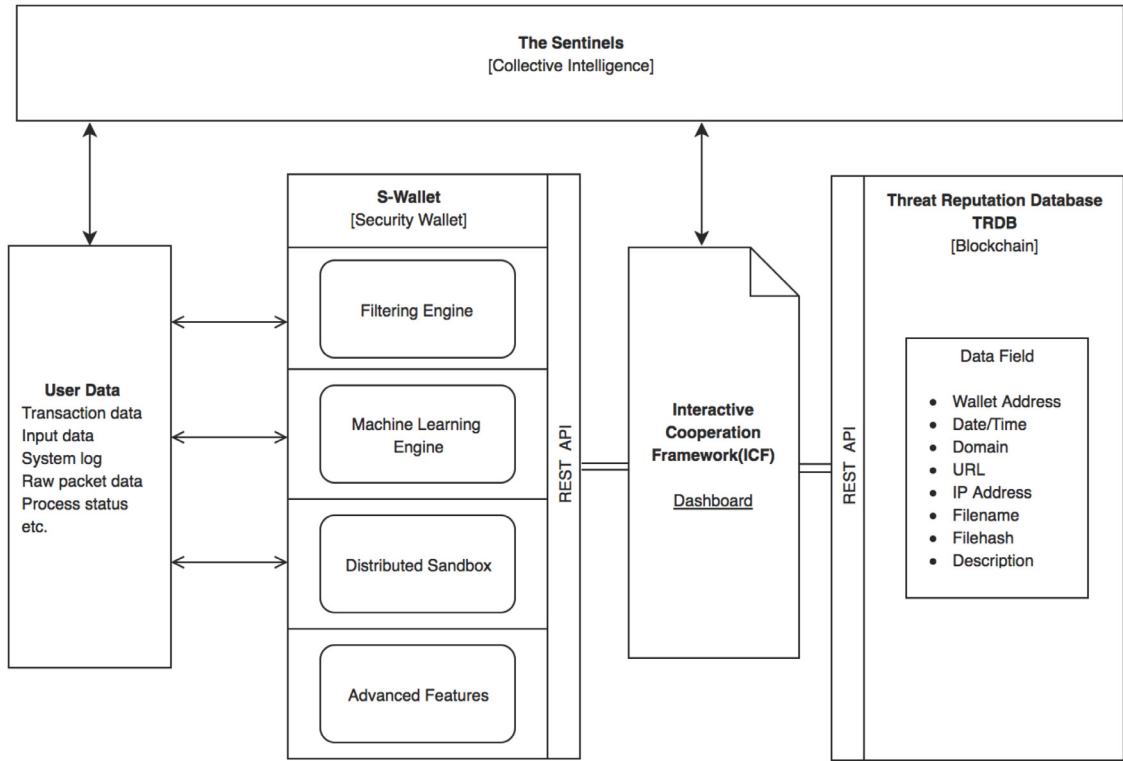 The Sentinels
[Collective Intelligence]
User Data
Transaction data
Input data
System log
Raw packet data
Process status
etc.
S-Wallet
[Security Wallet]
Filtering Engine
Machine Learning
Engine
Distributed Sandbox
Advanced Features
REST API
Interactive
Cooperation
Framework(ICF)
Dashboard
REST API
Threat Reputation Database
TRDB
[Blockchain]
Data Field
● Wallet Address
● Date/Time
● Domain
● URL
● IP Address
● Filename
● Filehash
● Description